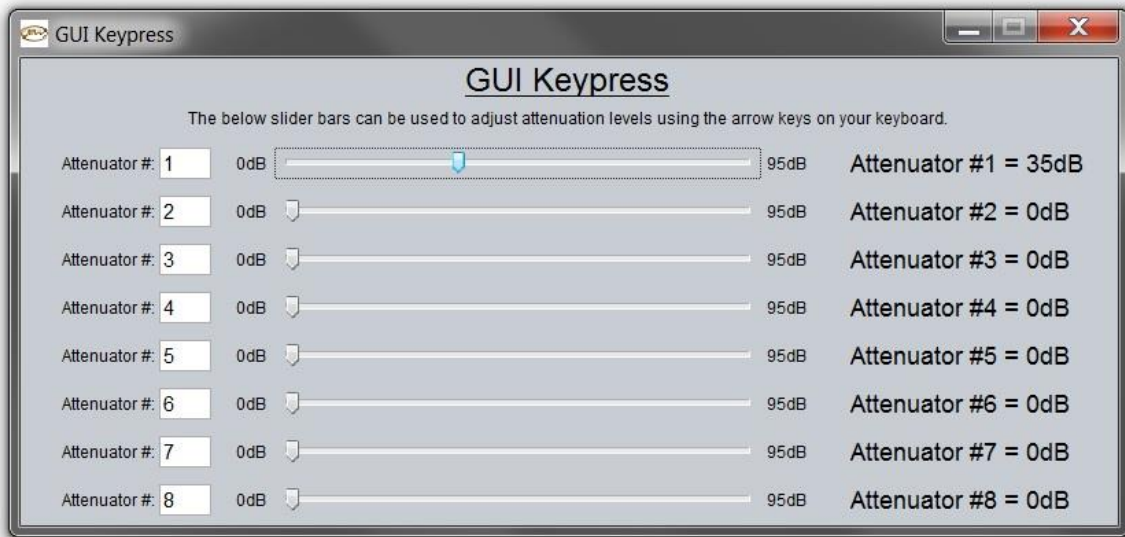 GUI Keypress
GUI Keypress
The below slider bars can be used to adjust attenuation levels using the arrow keys on your keyboard.
Attenuator #: 1 0dB 95dB Attenuator #1 = 35dB
Attenuator #: 2 0dB 95dB Attenuator #2 = 0dB
Attenuator #: 3 0dB 95dB Attenuator #3 = 0dB
Attenuator #: 4 0dB 95dB Attenuator #4 = 0dB
Attenuator #: 5 0dB 95dB Attenuator #5 = 0dB
Attenuator #: 6 0dB 95dB Attenuator #6 = 0dB
Attenuator #: 7 0dB 95dB Attenuator #7 = 0dB
Attenuator #: 8 0dB 95dB Attenuator #8 = 0dB